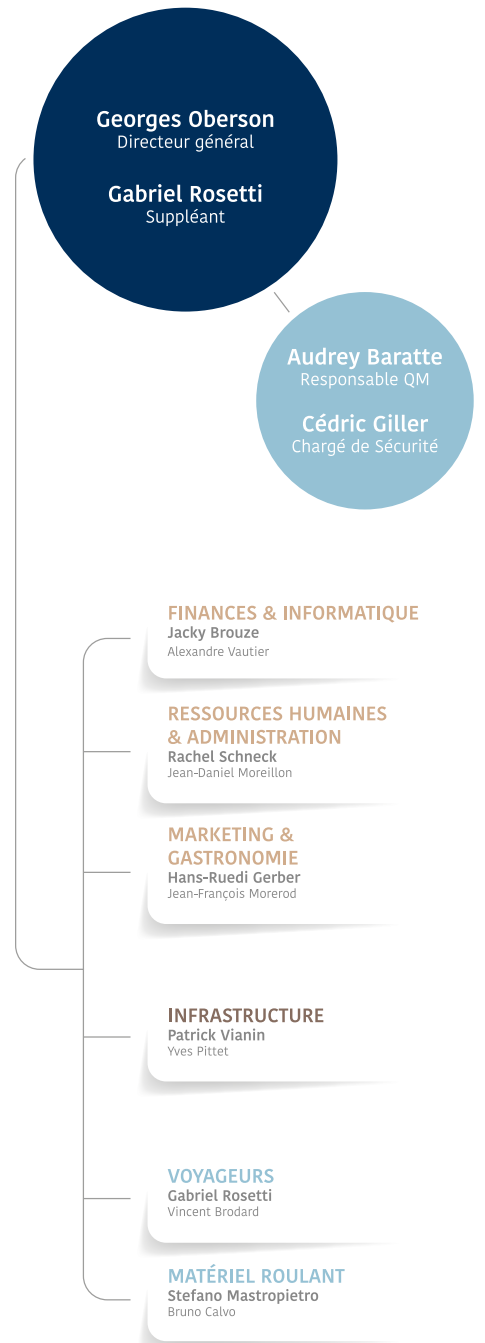 Georges Oberson
Directeur général
Gabriel Rosetti
Suppléant
Audrey Baratte
Responsable QM
Cédric Giller
Chargé de Sécurité
FINANCES & INFORMATIQUE
Jacky Brouze
Alexandre Vautier
RESSOURCES HUMAINES
& ADMINISTRATION
Rachel Schneck
Jean-Daniel Moreillon
MARKETING &
GASTRONOMIE
Hans-Ruedi Gerber
Jean-François Morerod
INFRASTRUCTURE
Patrick Vianin
Yves Pittet
VOYAGEURS
Gabriel Rosetti
Vincent Brodard
MATÉRIEL ROULANT
Stefano Mastropietro
Bruno Calvo